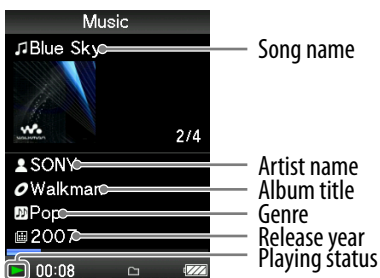 Music
Blue Sky Song name
WALKMAN
2/4
SONY Artist name
Walkman Album title
Pop Genre
2007 Release year
Playing status
00:08